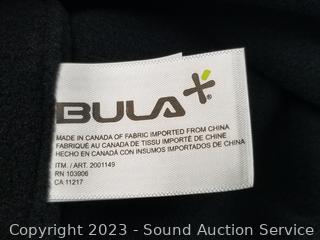 BULA
®
MADE IN CANADA OF FABRIC IMPORTED FROM CHINA
FABRIQUÉ AU CANADA DE TISSU IMPORTÉ DE CHINE
HECHO EN CANADÁ CON INSUMOS IMPORTADOS DE CHINA
ITM. / ART. 2001149
RN 103906
CA 11217
Copyright 2023 - Sound Auction Service